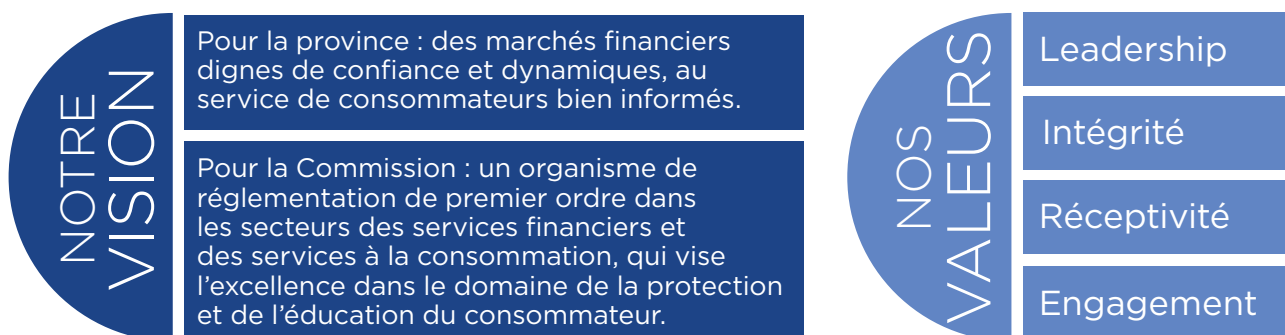 NOTRE
VISION
Pour la province : des marchés financiers
dignes de confiance et dynamiques, au
service de consommateurs bien informés.
Pour la Commission : un organisme de
réglementation de premier ordre dans
les secteurs des services financiers et
des services à la consommation, qui vise
l’excellence dans le domaine de la protection
et de l’éducation du consommateur.
NOS
VALEURS
Leadership
Intégrité
Réceptivité
Engagement